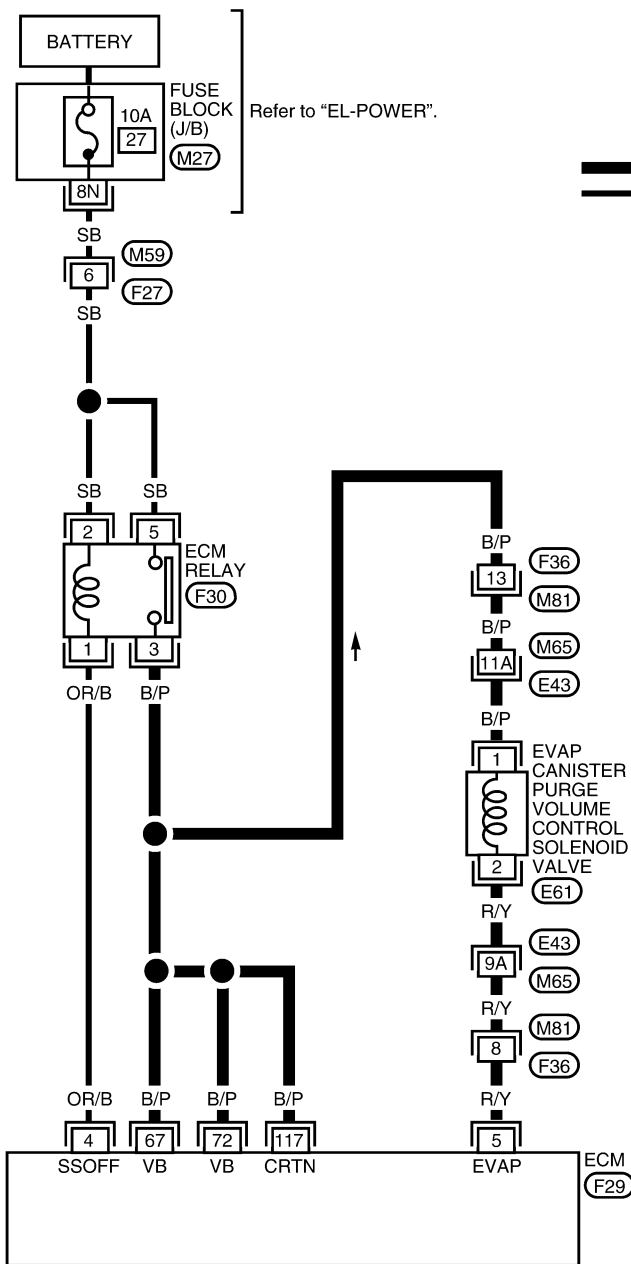 BATTERY
FUSE
BLOCK
(J/B)
Refer to “EL-POWER”.
10A
27
M27
8N
SB
M59
6
F27
SB
SB SB
2 5
ECM
RELAY
F30
1 3
OR/B B/P
B/P
F36
13
M81
B/P
M65
11A
E43
B/P
1
EVAP
CANISTER
PURGE
VOLUME
CONTROL
SOLENOID
VALVE
2
E61
R/Y
E43
9A
M65
R/Y
M81
8
F36
OR/B B/P B/P B/P R/Y
4 67 72 117 5
SSOFF VB VB CRTN EVAP
ECM
F29